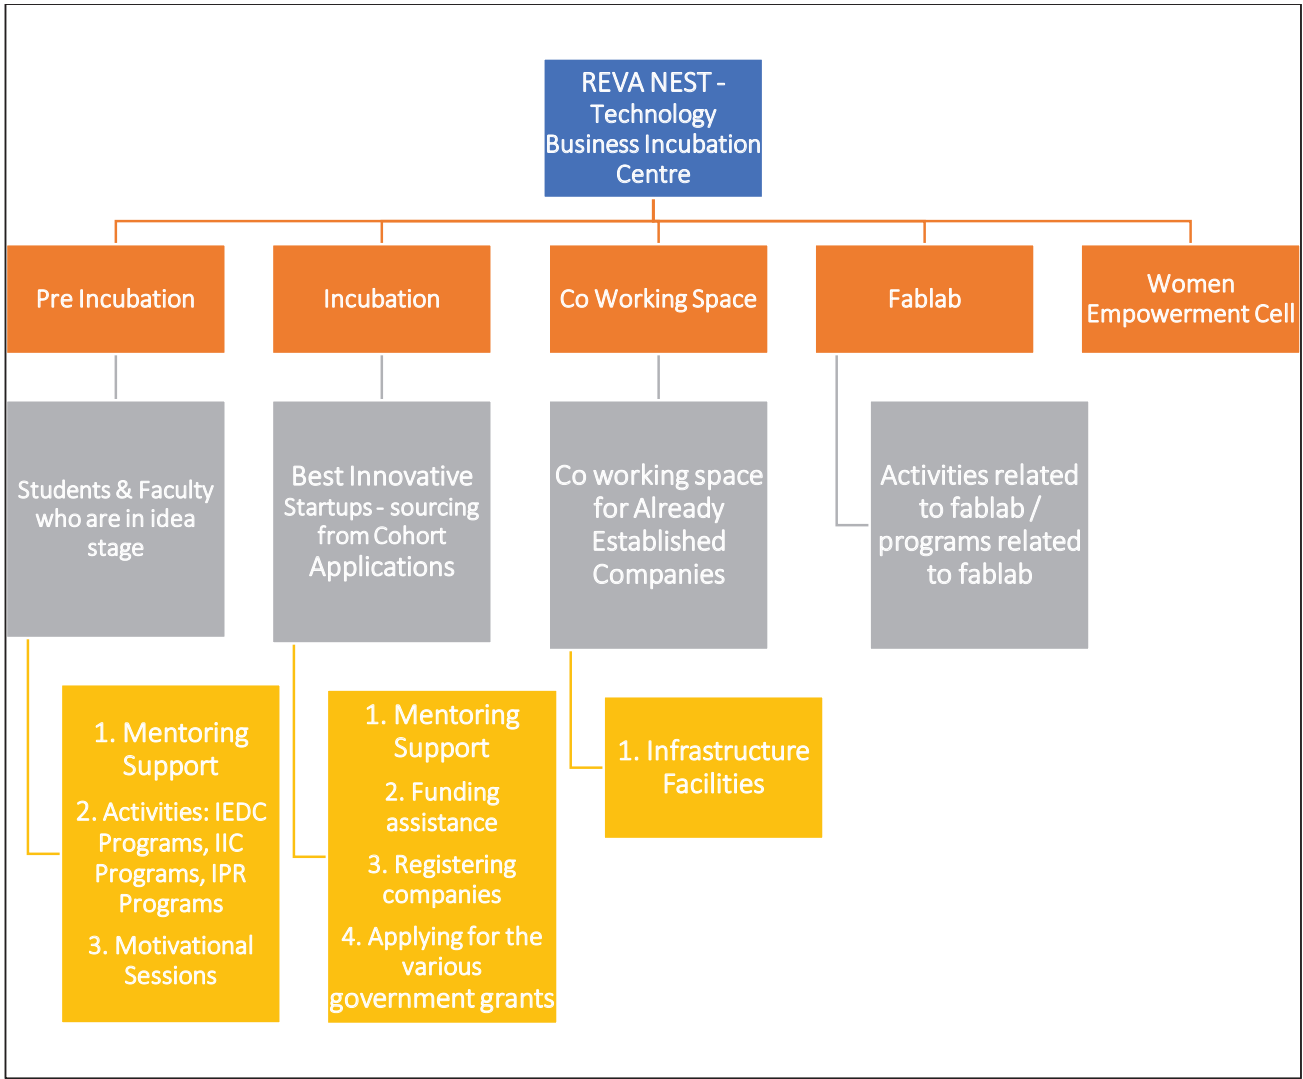 REVA NEST -
Technology
Business Incubation
Centre
Pre Incubation
Incubation
Co Working Space
Fablab
Women
Empowerment Cell
Students & Faculty
who are in idea
stage
Best Innovative
Startups - sourcing
from Cohort
Applications
Co working space
for Already
Established
Companies
Activities related
to fablab /
programs related
to fablab
1. Mentoring
Support
2. Activities: IEDC
Programs, IIC
Programs, IPR
Programs
3. Motivational
Sessions
1. Mentoring
Support
2. Funding
assistance
3. Registering
companies
4. Applying for the
various
government grants
1. Infrastructure
Facilities